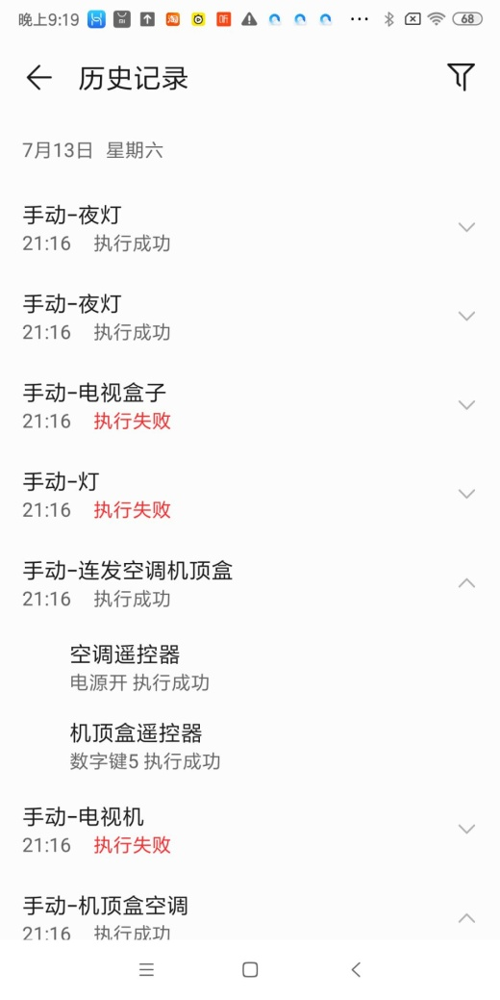 晚上9:19
68
历史记录
7月13日 星期六
手动-夜灯
21:16 执行成功
手动-夜灯
21:16 执行成功
手动-电视盒子
21:16 执行失败
手动-灯
21:16 执行失败
手动-连发空调机顶盒
21:16 执行成功
空调遥控器
电源开 执行成功
机顶盒遥控器
数字键5 执行成功
手动-电视机
21:16 执行失败
手动-机顶盒空调
21:16 执行成功